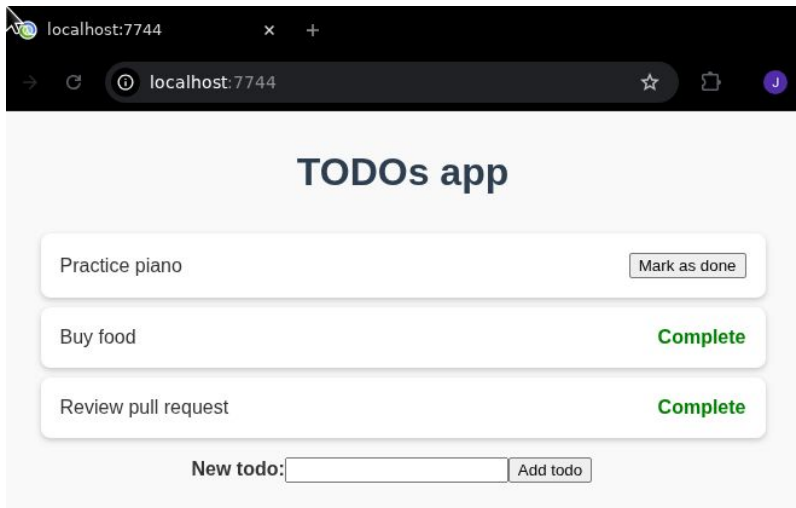 localhost:7744
localhost:7744
J
TODOs app
Practice piano Mark as done
Buy food Complete
Review pull request Complete
New todo: Add todo